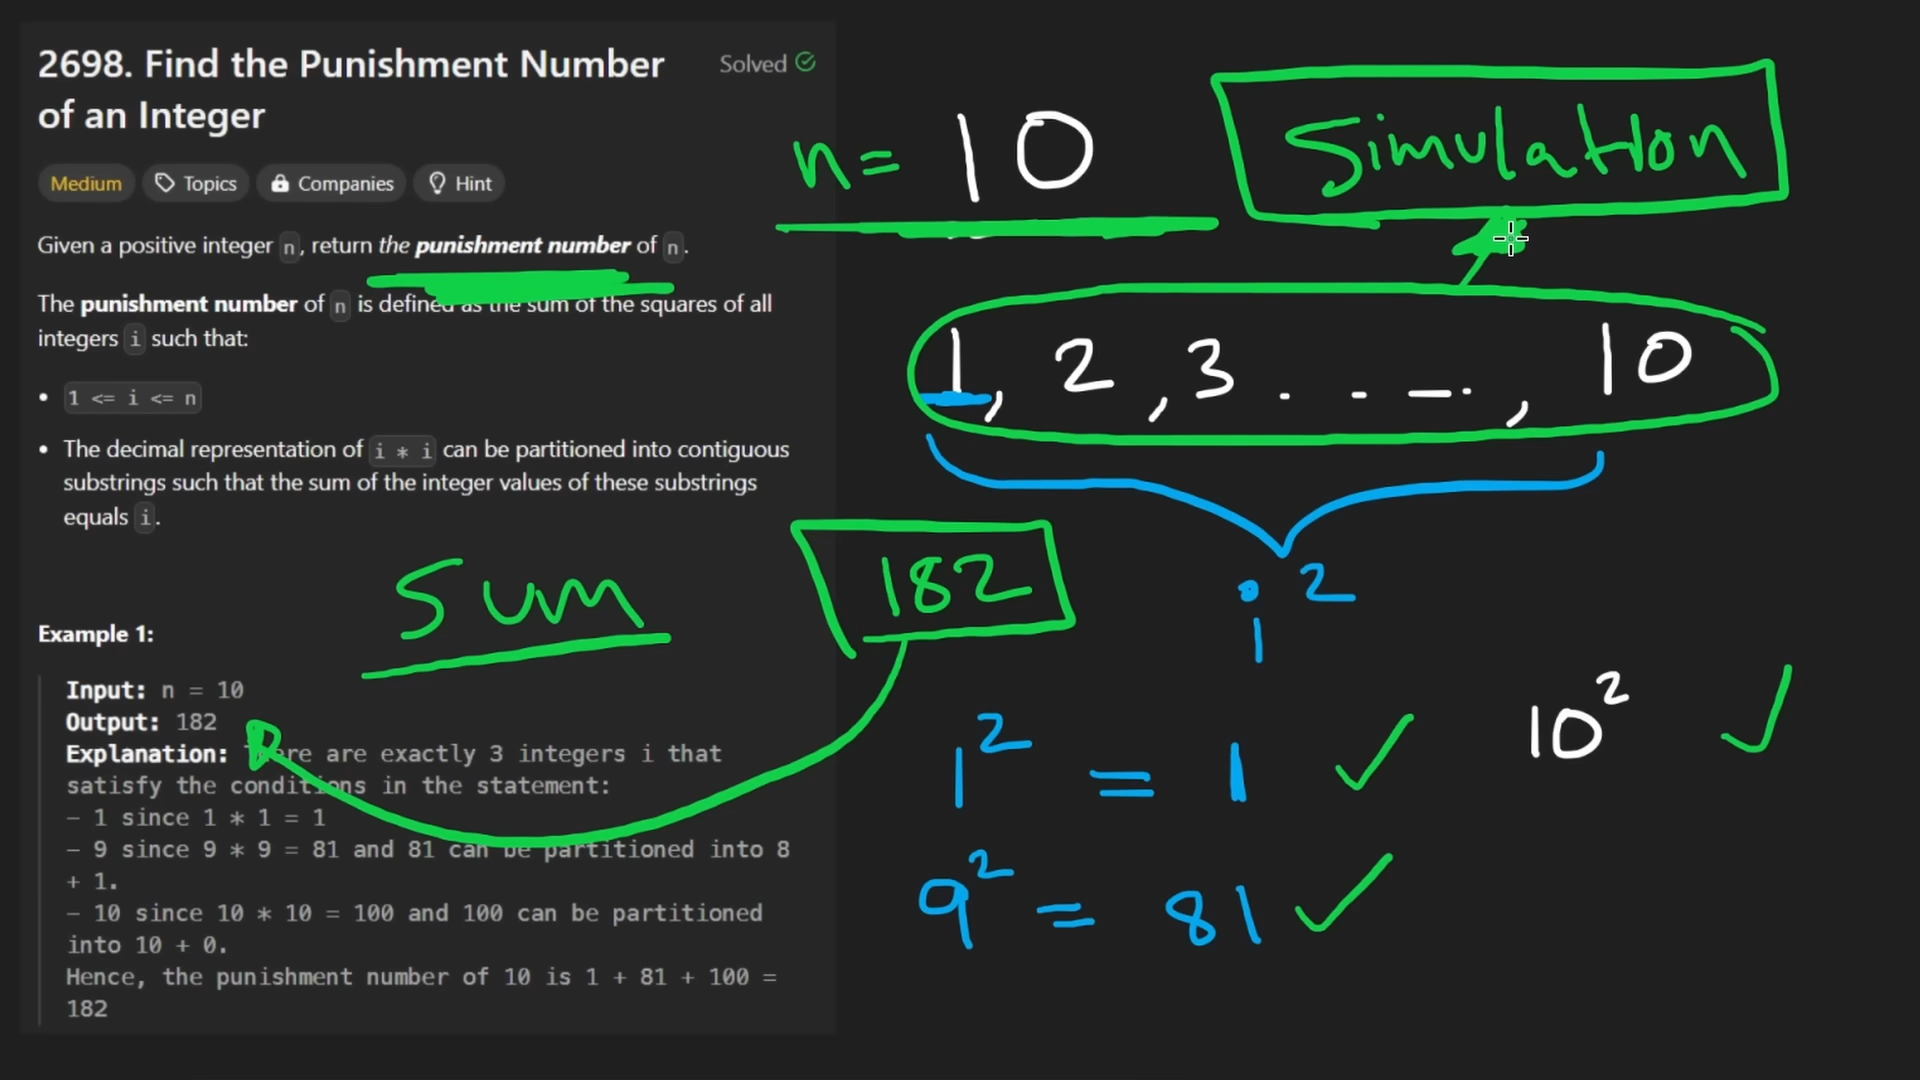 2698. Find the Punishment Number
of an Integer
Solved
Medium
Topics
Companies
Hint
Given a positive integer n, return the punishment number of n.
The punishment number of n is defined as the sum of the squares of all
integers i such that:
• 1 <= i <= n
• The decimal representation of i * i can be partitioned into contiguous
substrings such that the sum of the integer values of these substrings
equals i.
Sum
Example 1:
Input: n = 10
Output: 182
Explanation: There are exactly 3 integers i that
satisfy the conditions in the statement:
- 1 since 1 * 1 = 1
- 9 since 9 * 9 = 81 and 81 can be partitioned into 8
+ 1.
- 10 since 10 * 10 = 100 and 100 can be partitioned
into 10 + 0.
Hence, the punishment number of 10 is 1 + 81 + 100 =
182
n = 10
Simulation
1, 2, 3 . . _ . , 10
182
i²
1² = 1 ✓
10² ✓
9² = 81 ✓